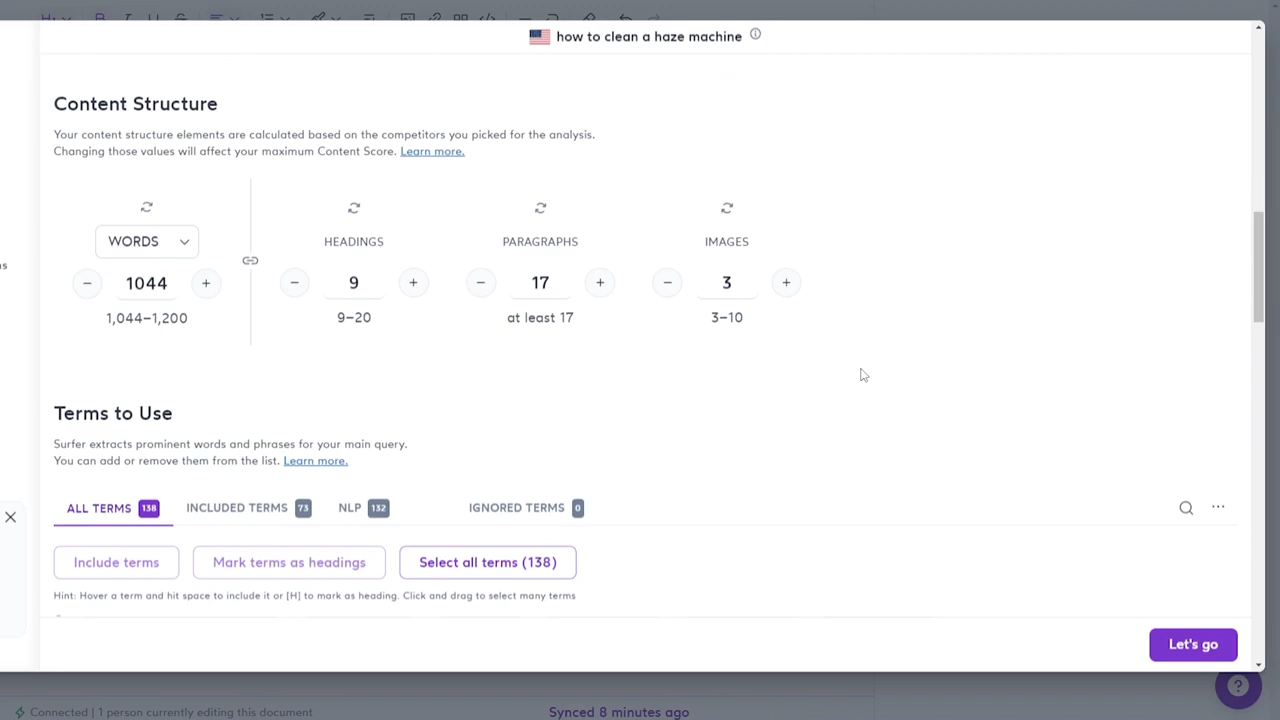 how to clean a haze machine
Content Structure
Your content structure elements are calculated based on the competitors you picked for the analysis.
Changing those values will affect your maximum Content Score. Learn more.
WORDS
HEADINGS
PARAGRAPHS
IMAGES
− 1044 +
− 9 +
− 17 +
− 3 +
1,044–1,200
9–20
at least 17
3–10
Terms to Use
Surfer extracts prominent words and phrases for your main query.
You can add or remove them from the list. Learn more.
ALL TERMS 138
INCLUDED TERMS 73
NLP 132
IGNORED TERMS 0
Include terms
Mark terms as headings
Select all terms (138)
Hint: Hover a term and hit space to include it or [H] to mark as heading. Click and drag to select many terms
Let's go
Connected | 1 person currently editing this document
Synced 8 minutes ago